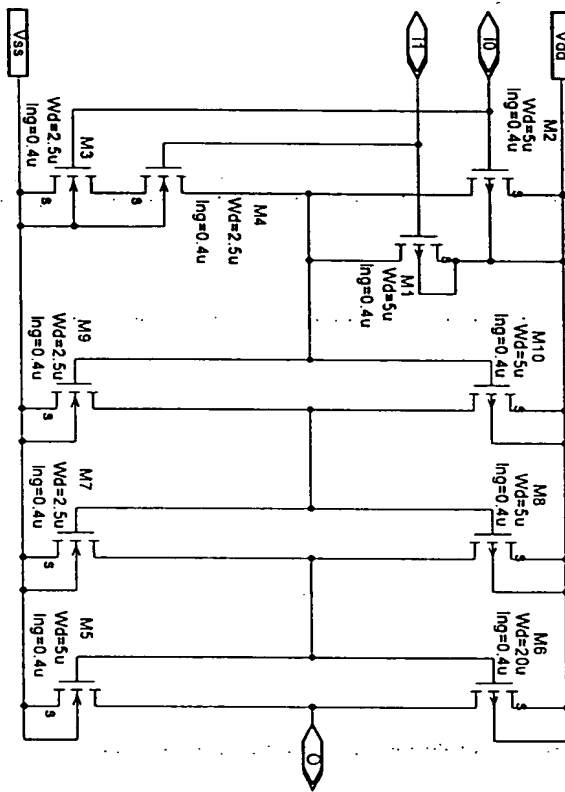 Vss
I1
I0
Vdd
M3
Wd=2.5u
lng=0.4u
M4
Wd=2.5u
lng=0.4u
M2
Wd=5u
lng=0.4u
s
s
s
M1
Wd=5u
lng=0.4u
s
M9
Wd=2.5u
lng=0.4u
s
M10
Wd=5u
lng=0.4u
s
M7
Wd=2.5u
lng=0.4u
s
M8
Wd=5u
lng=0.4u
s
M5
Wd=5u
lng=0.4u
s
M6
Wd=20u
lng=0.4u
s
O